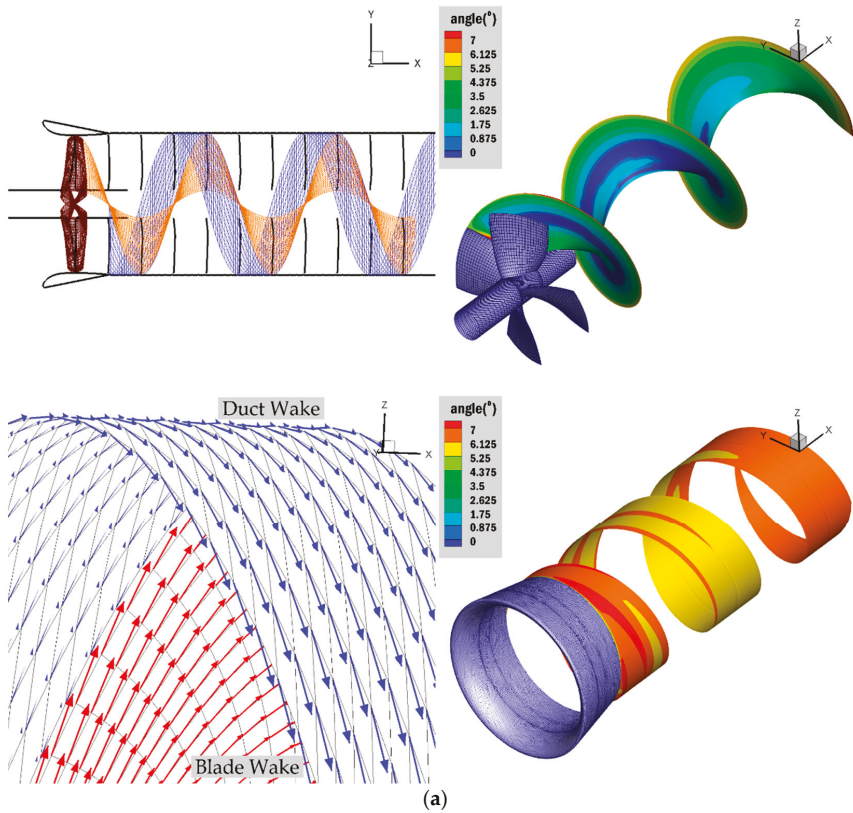 Y
Z
X
angle(°)
7
6.125
5.25
4.375
3.5
2.625
1.75
0.875
0
Z
Y
X
Duct Wake
Z
Y
X
Blade Wake
angle(°)
7
6.125
5.25
4.375
3.5
2.625
1.75
0.875
0
Z
Y
X
(a)